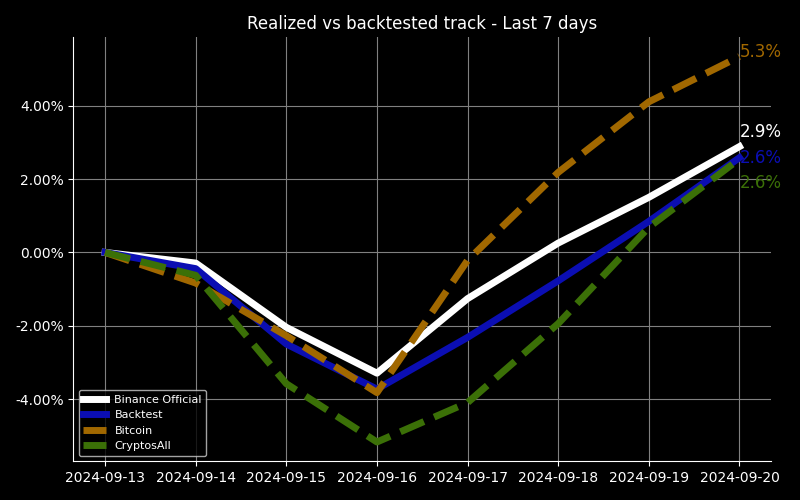 Realized vs backtested track - Last 7 days
5.3%
4.00%
2.9%
2.6%
2.00%
2.6%
0.00%
-2.00%
-4.00%
Binance Official
Backtest
Bitcoin
CryptosAll
2024-09-13 2024-09-14 2024-09-15 2024-09-16 2024-09-17 2024-09-18 2024-09-19 2024-09-20